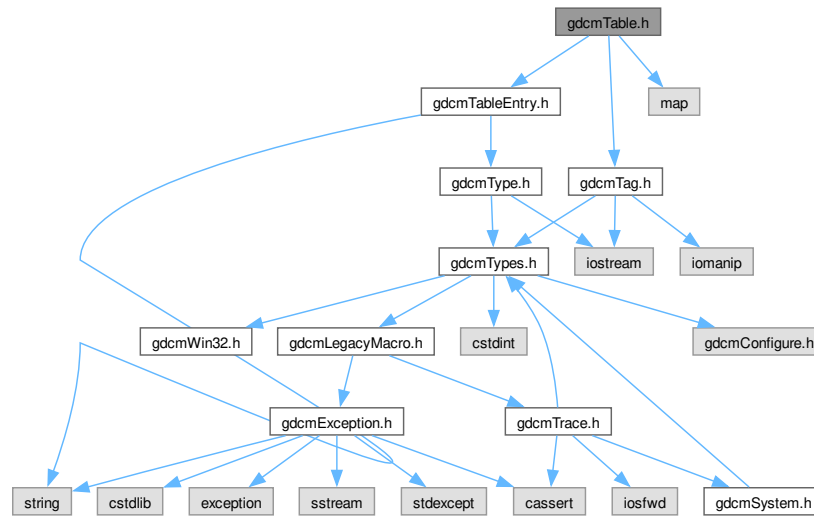 gdcmTable.h
gdcmTableEntry.h
map
gdcmType.h
gdcmTag.h
gdcmTypes.h
iostream
iomanip
gdcmWin32.h
gdcmLegacyMacro.h
cstdint
gdcmConfigure.h
gdcmException.h
gdcmTrace.h
string
cstdlib
exception
sstream
stdexcept
cassert
iosfwd
gdcmSystem.h